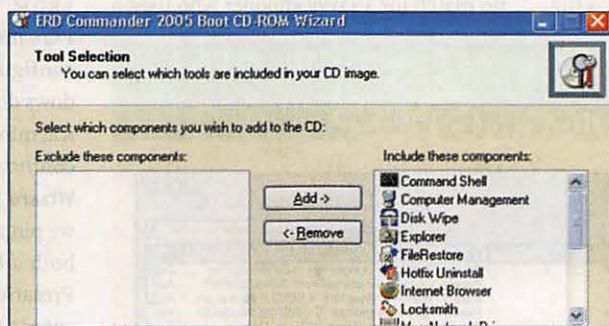 ERD Commander 2005 Boot CD-ROM Wizard
Tool Selection
You can select which tools are included in your CD image.
Select which components you wish to add to the CD:
Exclude these components:
Include these components:
Add ->
<- Remove
Command Shell
Computer Management
Disk Wipe
Explorer
FileRestore
Hotfix Uninstall
Internet Browser
Locksmith